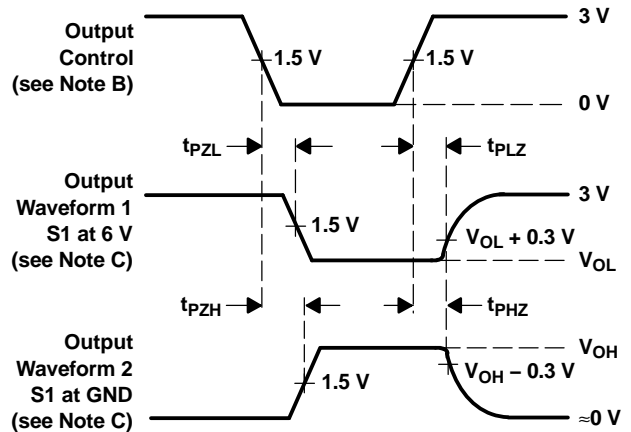 Output
Control
(see Note B)
1.5 V
1.5 V
3 V
0 V
tPZL
tPLZ
Output
Waveform 1
S1 at 6 V
(see Note C)
1.5 V
3 V
VOL + 0.3 V
VOL
tPZH
tPHZ
Output
Waveform 2
S1 at GND
(see Note C)
1.5 V
VOH
VOH − 0.3 V
≈0 V